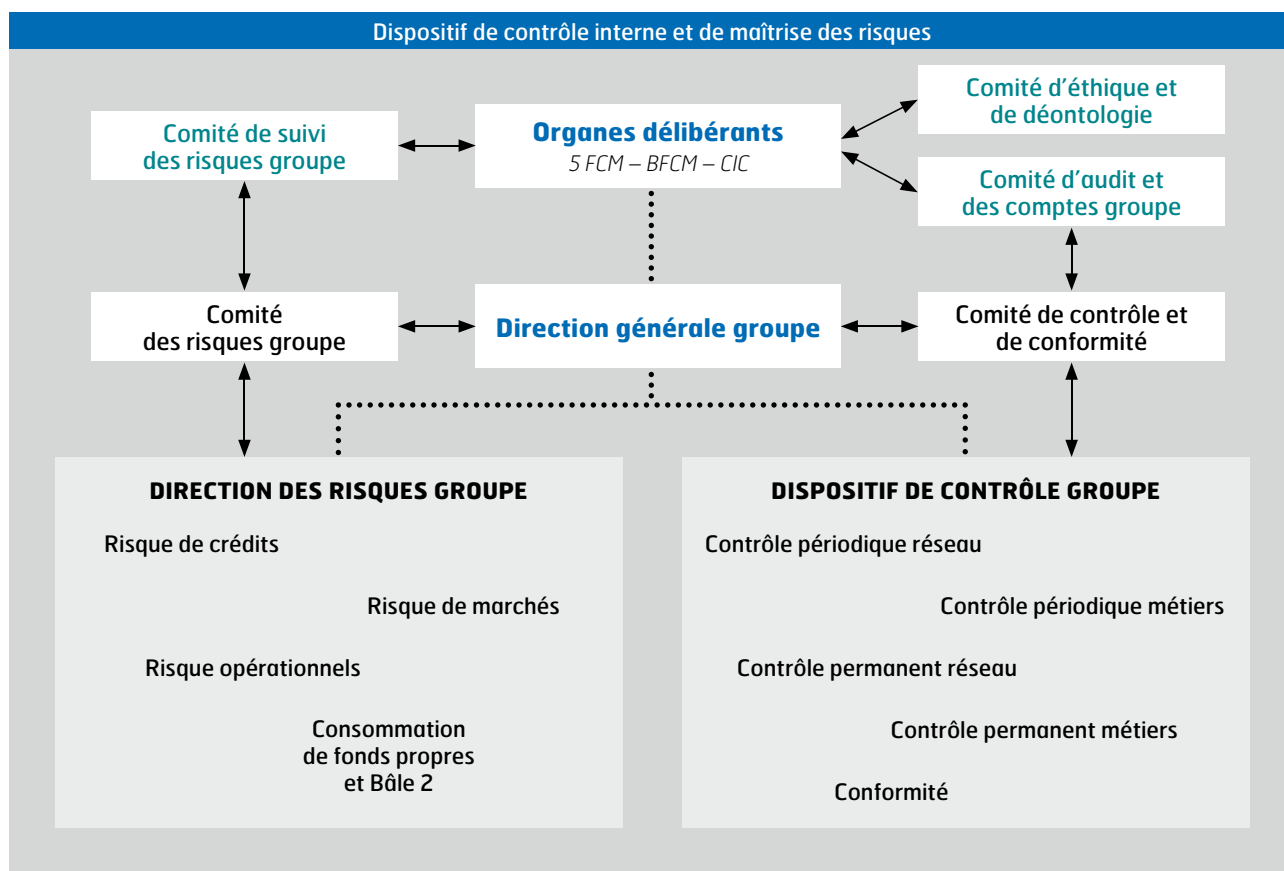 Dispositif de contrôle interne et de maîtrise des risques
Comité de suivi
des risques groupe
Organes délibérants
5 FCM – BFCM – CIC
Comité d'éthique et
de déontologie
Comité d'audit et
des comptes groupe
Comité
des risques groupe
Direction générale groupe
Comité de contrôle et
de conformité
DIRECTION DES RISQUES GROUPE
Risque de crédits
Risque de marchés
Risque opérationnels
Consommation
de fonds propres
et Bâle 2
DISPOSITIF DE CONTRÔLE GROUPE
Contrôle périodique réseau
Contrôle périodique métiers
Contrôle permanent réseau
Contrôle permanent métiers
Conformité